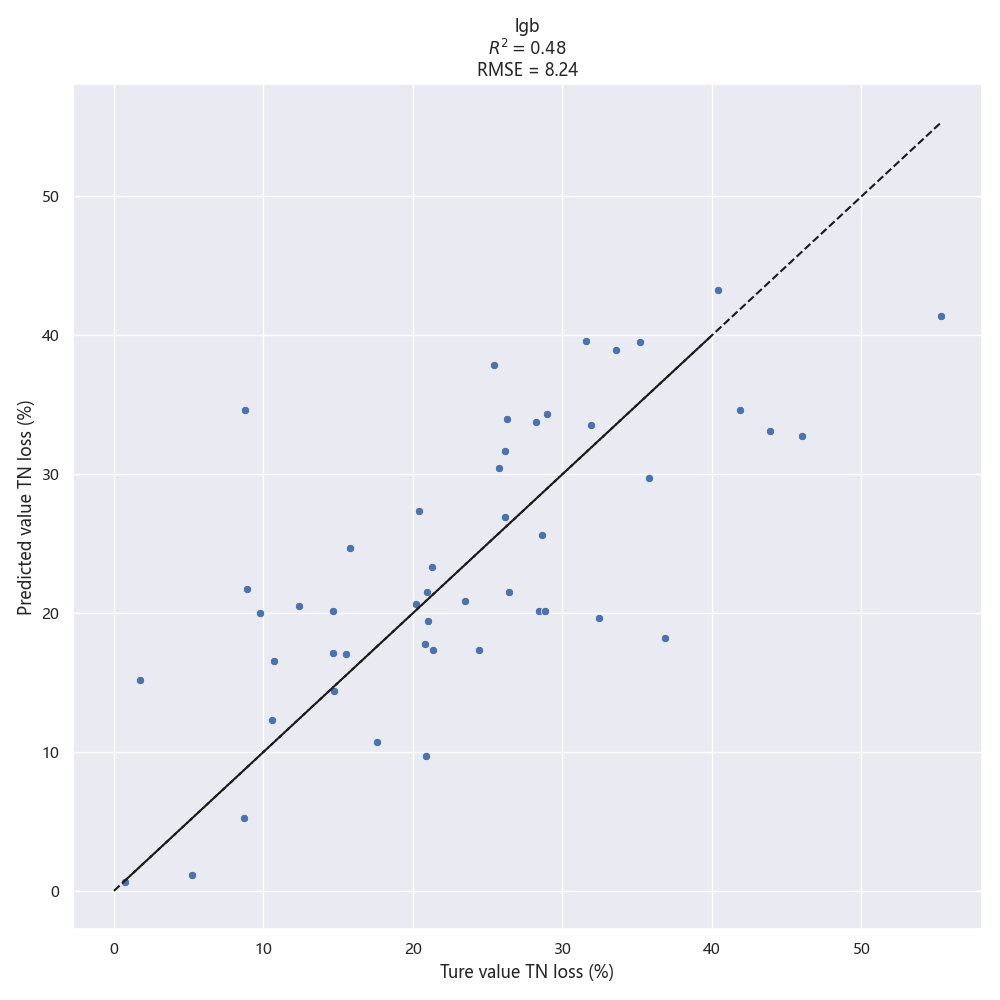 lgb
R² = 0.48
RMSE = 8.24
Predicted value TN loss (%)
50
40
30
20
10
0
0 10 20 30 40 50
Ture value TN loss (%)